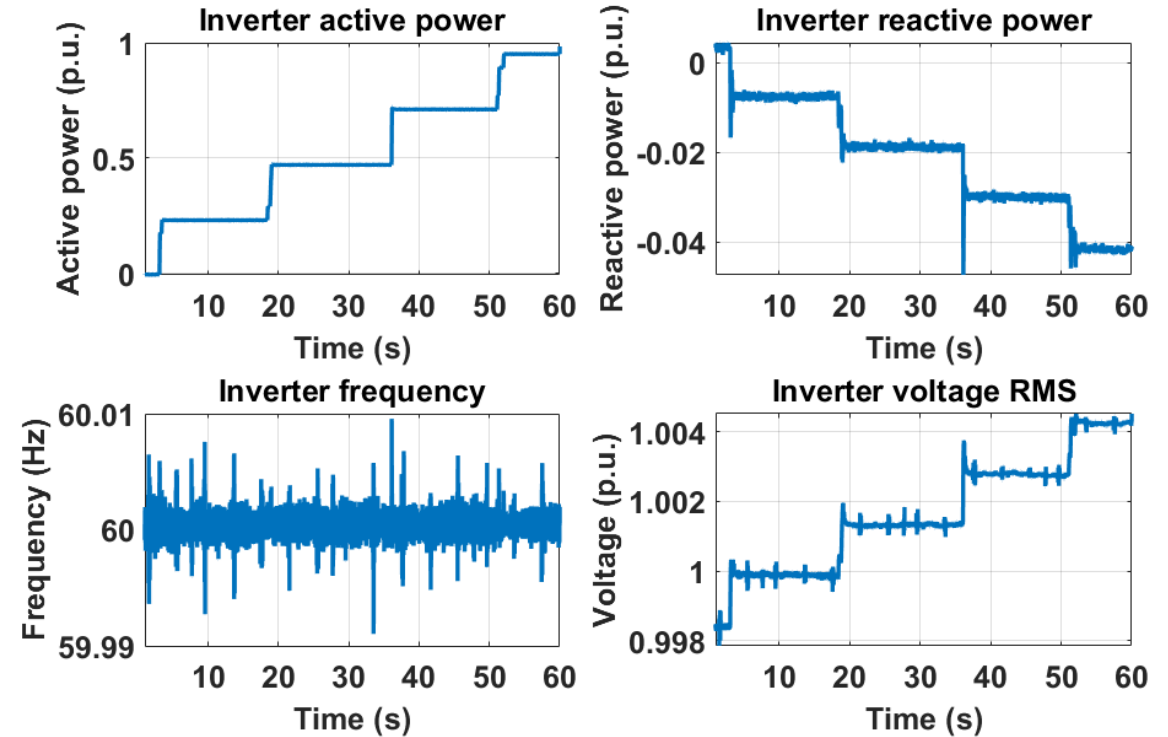 Inverter active power
Active power (p.u.)
1
0.5
0
10 20 30 40 50 60
Time (s)
Inverter reactive power
Reactive power (p.u.)
0
-0.02
-0.04
10 20 30 40 50 60
Time (s)
Inverter frequency
Frequency (Hz)
60.01
60
59.99
10 20 30 40 50 60
Time (s)
Inverter voltage RMS
Voltage (p.u.)
1.004
1.002
1
0.998
10 20 30 40 50 60
Time (s)